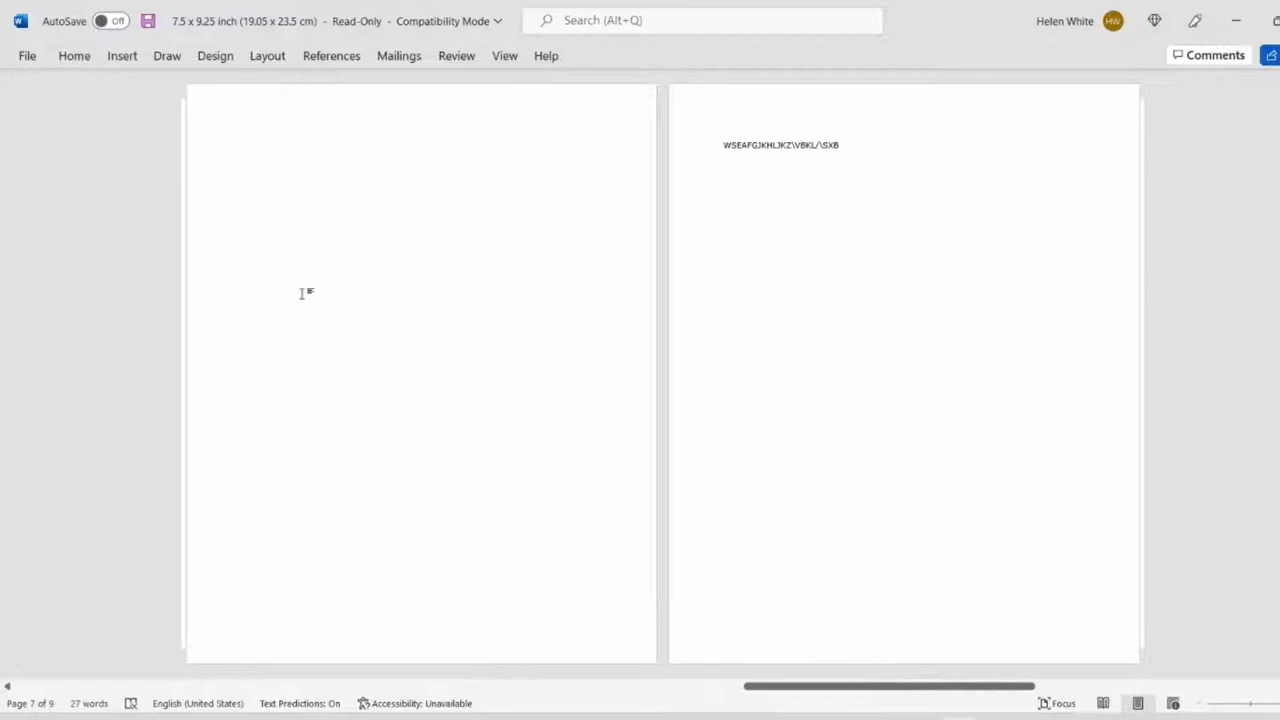 AutoSave Off 7.5 x 9.25 inch (19.05 x 23.5 cm) - Read-Only - Compatibility Mode Search (Alt+Q) Helen White HW
File Home Insert Draw Design Layout References Mailings Review View Help Comments
WSEAFGJKHLJKZ\VBKL/\SXB
Page 7 of 9 27 words English (United States) Text Predictions: On Accessibility: Unavailable Focus